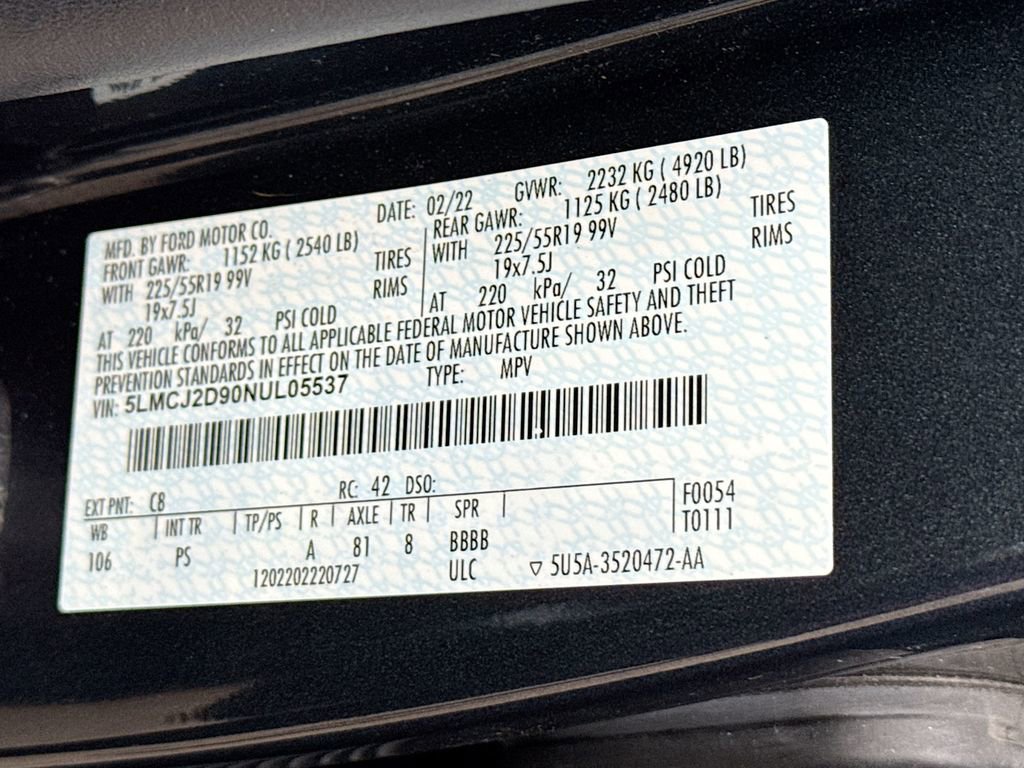 MFD. BY FORD MOTOR CO.
DATE: 02/22 GVWR: 2232 KG ( 4920 LB)
FRONT GAWR: 1152 KG ( 2540 LB)
WITH 225/55R19 99V TIRES
19x7.5J RIMS
AT 220 kPa/ 32 PSI COLD
REAR GAWR: 1125 KG ( 2480 LB)
WITH 225/55R19 99V TIRES
19x7.5J RIMS
AT 220 kPa/ 32 PSI COLD
THIS VEHICLE CONFORMS TO ALL APPLICABLE FEDERAL MOTOR VEHICLE SAFETY AND THEFT
PREVENTION STANDARDS IN EFFECT ON THE DATE OF MANUFACTURE SHOWN ABOVE.
VIN: 5LMCJ2D90NUL05537 TYPE: MPV
EXT PNT: C8 RC: 42 DSO:
WB INT TR TP/PS R AXLE TR SPR F0054
T0111
106 PS A 81 8 BBBB
1202202220727 ULC ▽ 5U5A-3520472-AA